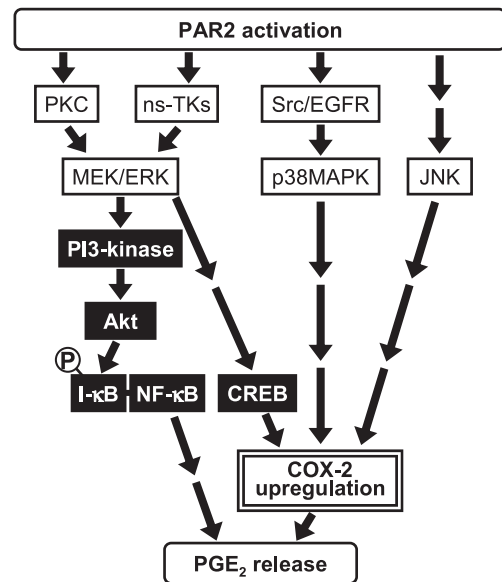 PAR2 activation
PKC
ns-TKs
Src/EGFR
MEK/ERK
p38MAPK
JNK
PI3-kinase
Akt
P
I-κB
NF-κB
CREB
COX-2
upregulation
PGE₂ release